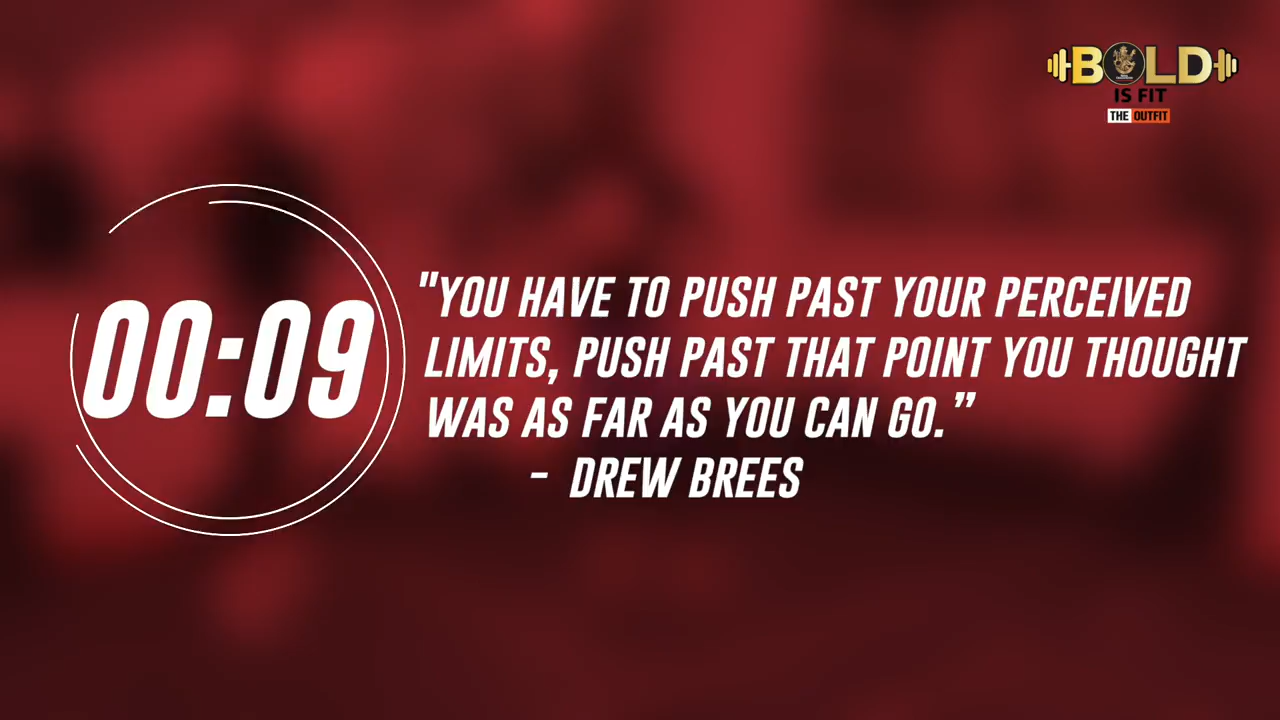 BOLD
IS FIT
THE OUTFIT
00:09
"YOU HAVE TO PUSH PAST YOUR PERCEIVED
LIMITS, PUSH PAST THAT POINT YOU THOUGHT
WAS AS FAR AS YOU CAN GO.”
- DREW BREES